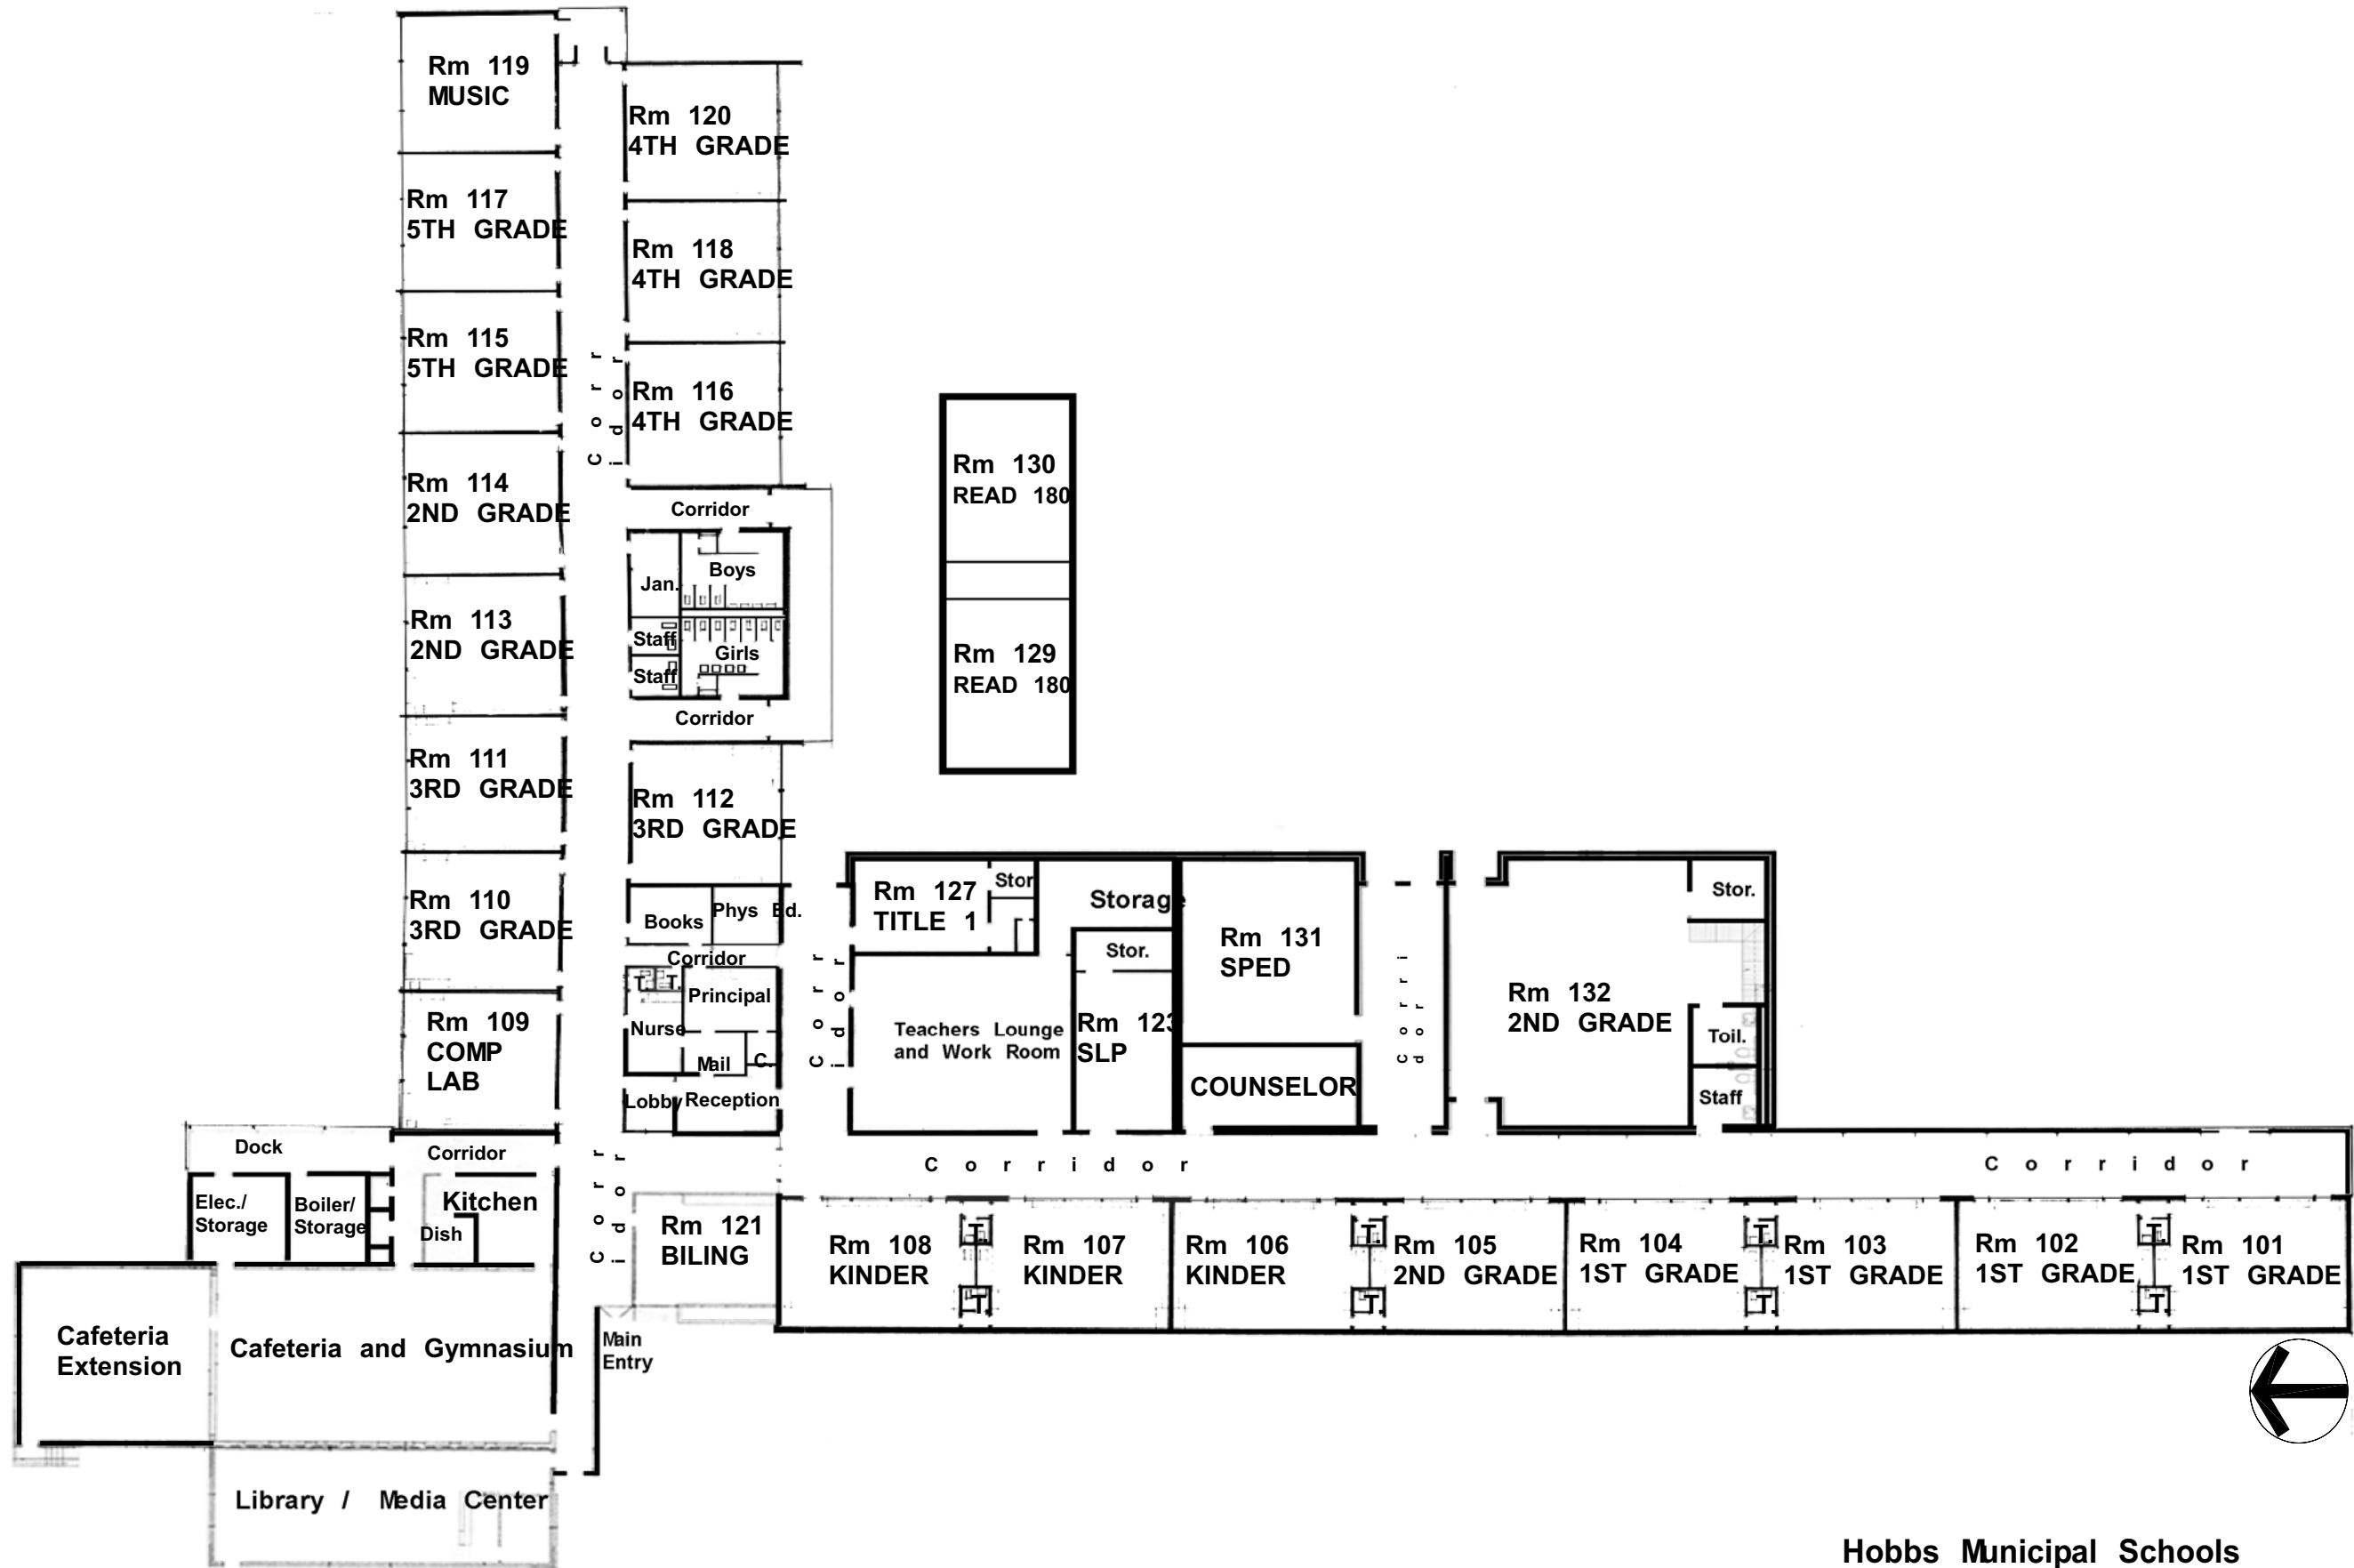 Rm 119
MUSIC
Rm 120
4TH GRADE
Rm 117
5TH GRADE
Rm 118
4TH GRADE
Rm 115
5TH GRADE
Corridor
Rm 116
4TH GRADE
Rm 130
READ 180
Rm 114
2ND GRADE
Corridor
Boys
Jan.
Rm 113
2ND GRADE
Staff
Girls
Staff
Rm 129
READ 180
Corridor
Rm 111
3RD GRADE
Rm 112
3RD GRADE
Rm 110
3RD GRADE
Books
Phys Ed.
Rm 127
TITLE 1
Stor
Storage
Stor.
Rm 131
SPED
Stor.
Corridor
T.
T.
Principal
Nurse
Mail
C.
Corridor
Teachers Lounge
and Work Room
Rm 123
SLP
Corridor
Rm 132
2ND GRADE
Toil.
Staff
Rm 109
COMP
LAB
COUNSELOR
Lobby
Reception
Dock
Corridor
Corridor
Corridor
Corridor
Elec./
Storage
Boiler/
Storage
Kitchen
Dish
Rm 121
BILING
Rm 108
KINDER
T.
T.
Rm 107
KINDER
Rm 106
KINDER
T.
T.
Rm 105
2ND GRADE
Rm 104
1ST GRADE
T.
T.
Rm 103
1ST GRADE
Rm 102
1ST GRADE
T.
T.
Rm 101
1ST GRADE
Cafeteria
Extension
Cafeteria and Gymnasium
Main
Entry
Library / Media Center
Hobbs Municipal Schools